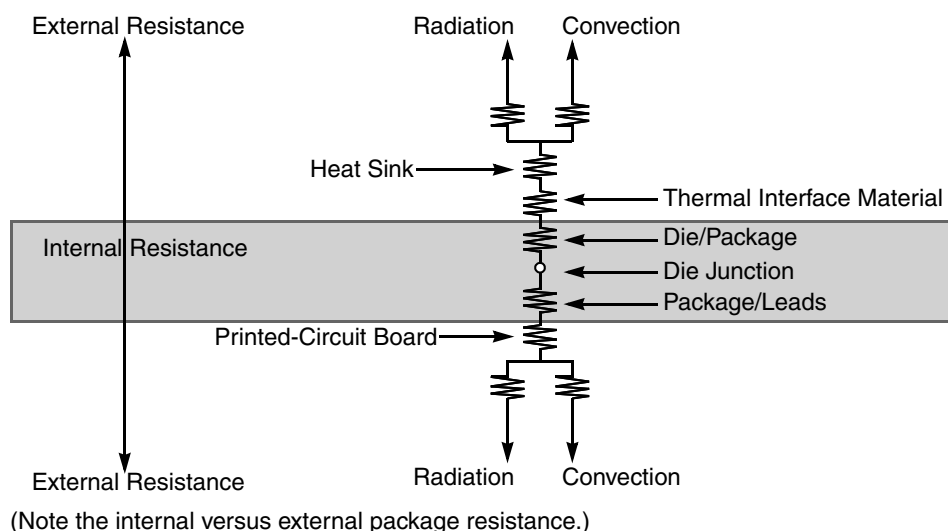 External Resistance
Radiation
Convection
Heat Sink
Thermal Interface Material
Internal Resistance
Die/Package
Die Junction
Package/Leads
Printed-Circuit Board
External Resistance
Radiation
Convection
(Note the internal versus external package resistance.)